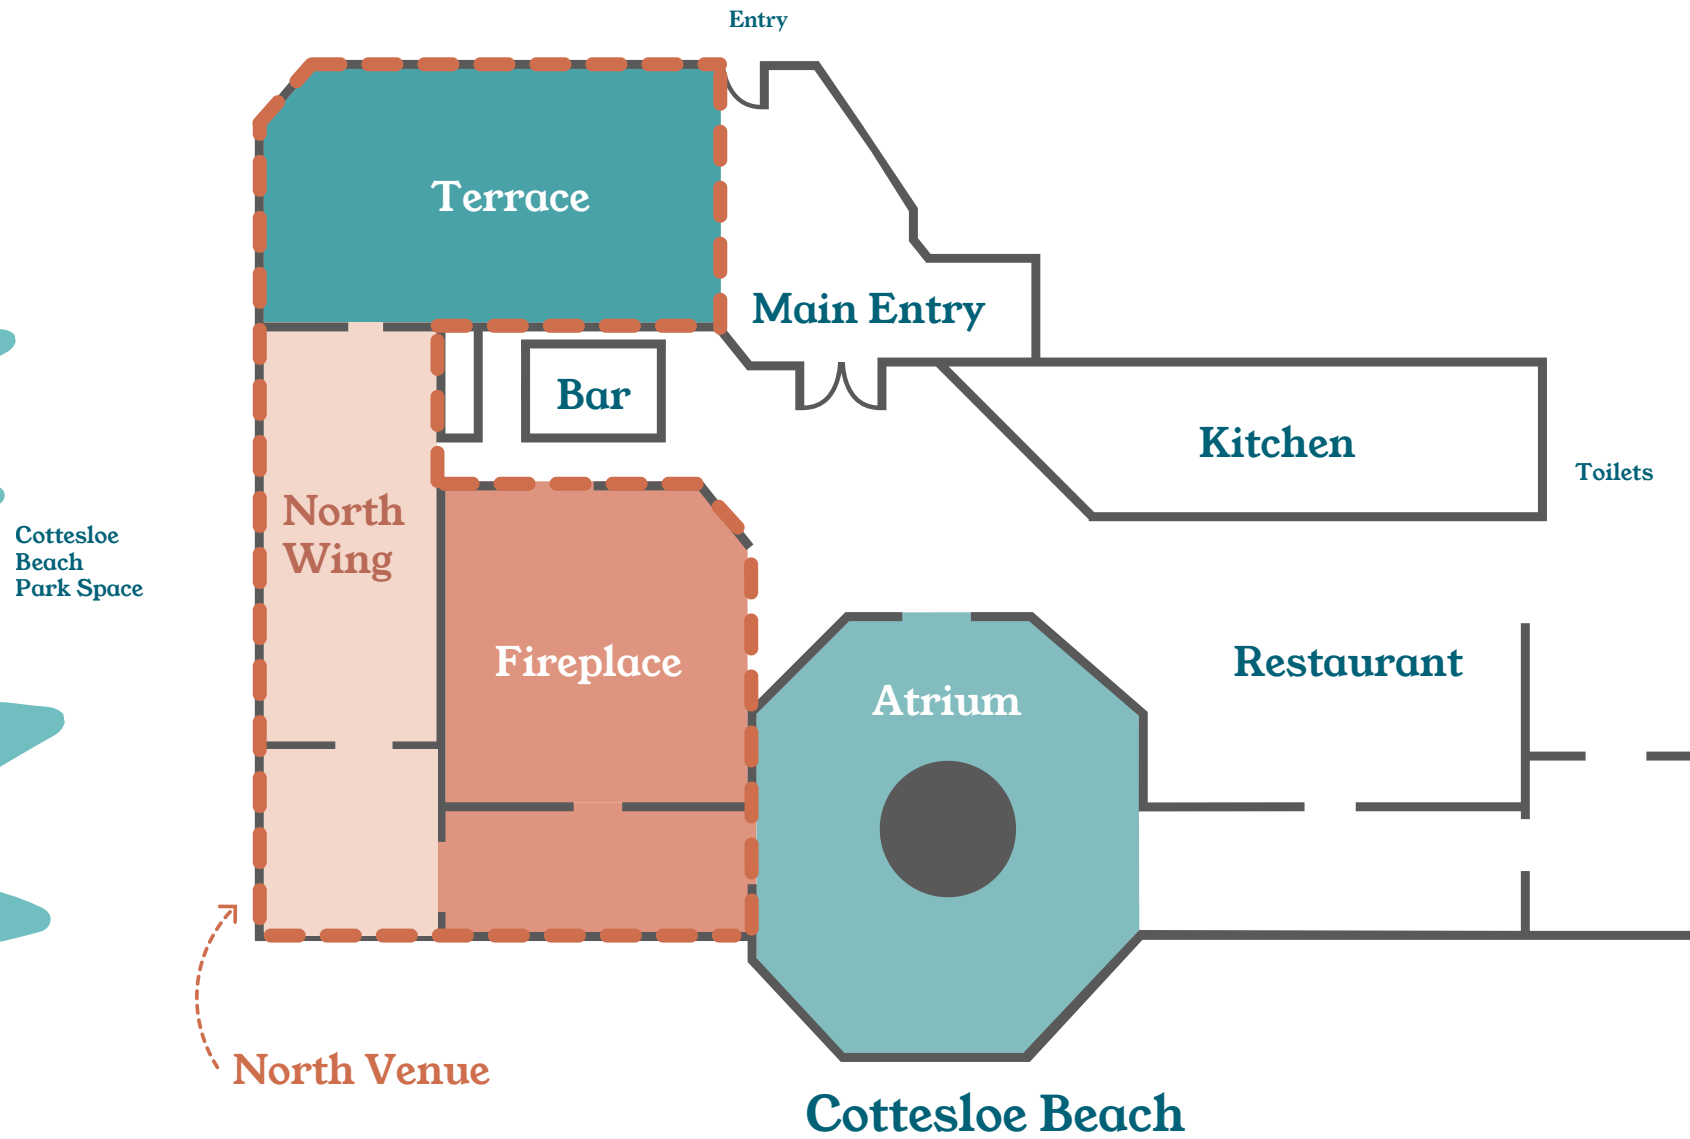 Entry
Terrace
Main Entry
Bar
Kitchen
Toilets
North
Wing
Cottesloe
Beach
Park Space
Fireplace
Restaurant
Atrium
North Venue
Cottesloe Beach